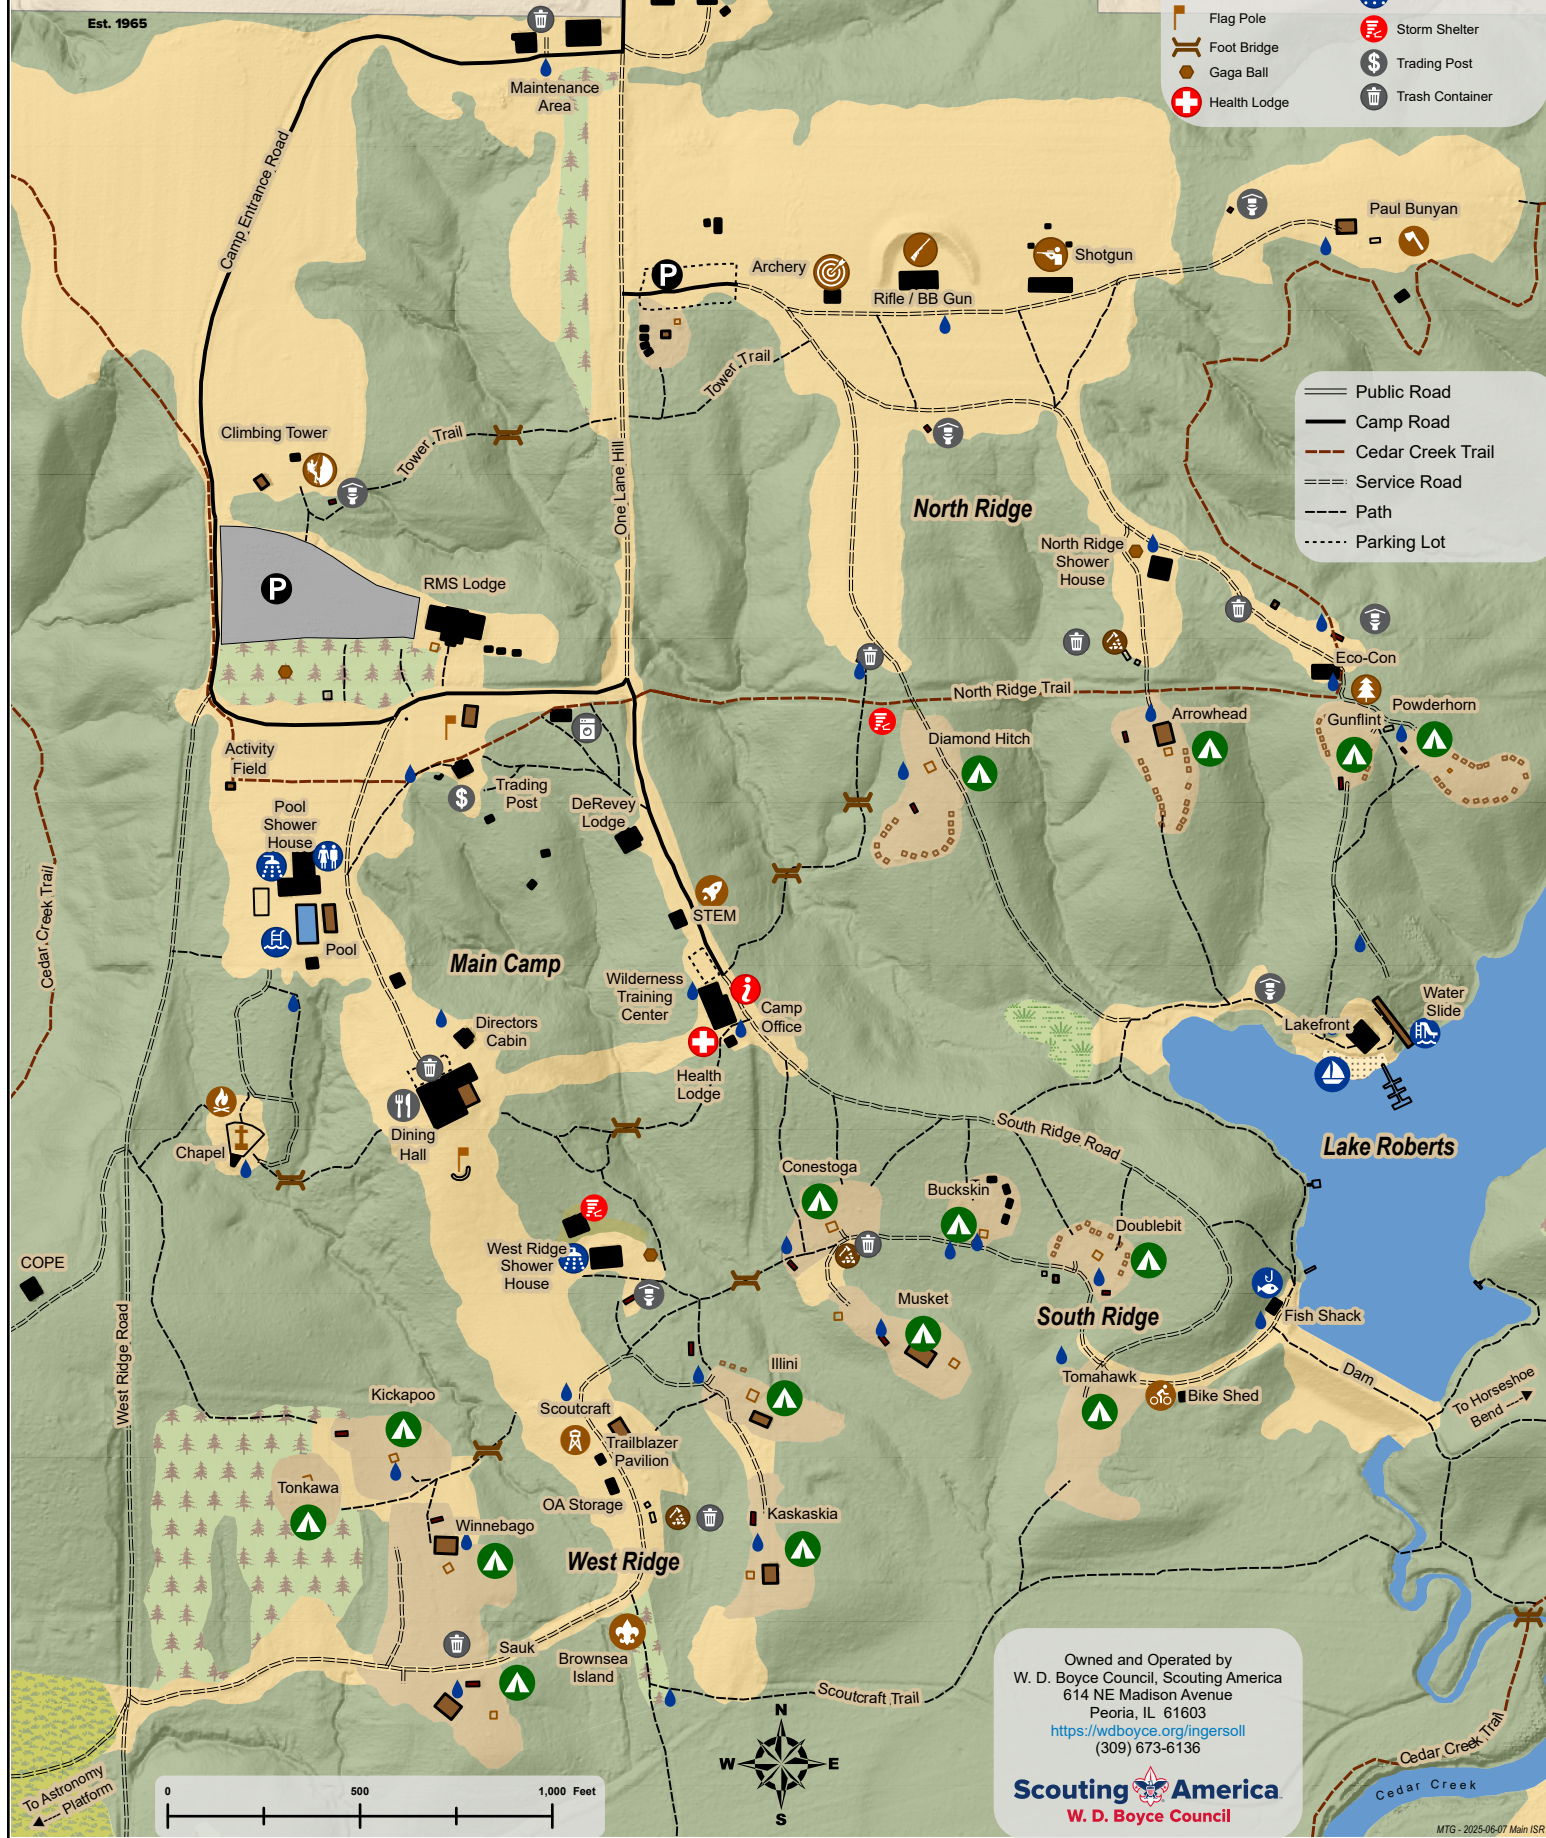 Est. 1965
Flag Pole
Foot Bridge
Gaga Ball
Health Lodge
Storm Shelter
Trading Post
Trash Container
Maintenance
Area
Camp Entrance Road
P
Archery
Rifle / BB Gun
Shotgun
Paul Bunyan
Tower Trail
Public Road
Camp Road
Cedar Creek Trail
Service Road
Path
Parking Lot
Climbing Tower
Tower Trail
One Lane Hill
North Ridge
North Ridge
Shower
House
P
RMS Lodge
Eco-Con
North Ridge Trail
Arrowhead
Gunflint
Powderhorn
Diamond Hitch
Activity
Field
$
Trading
Post
DeRevey
Lodge
Pool
Shower
House
STEM
Pool
Main Camp
Cedar Creek Trail
Wilderness
Training
Center
i
Camp
Office
Health
Lodge
Directors
Cabin
Lakefront
Water
Slide
Dining
Hall
Chapel
South Ridge Road
Lake Roberts
Conestoga
Buckskin
Doublebit
West Ridge
Shower
House
COPE
Musket
South Ridge
Fish Shack
West Ridge Road
Illini
Tomahawk
Bike Shed
Dam
To Horseshoe
Bend
Kickapoo
Scoutcraft
Trailblazer
Pavilion
Tonkawa
OA Storage
Kaskaskia
Winnebago
West Ridge
Sauk
Brownsea
Island
Scoutcraft Trail
N
W
E
S
Owned and Operated by
W. D. Boyce Council, Scouting America
614 NE Madison Avenue
Peoria, IL 61603
https://wdboyce.org/ingersoll
(309) 673-6136
Scouting America
W. D. Boyce Council
Cedar Creek Trail
Cedar Creek
To Astronomy
Platform
0 500 1,000 Feet
MTG - 2025-06-07 Main ISR